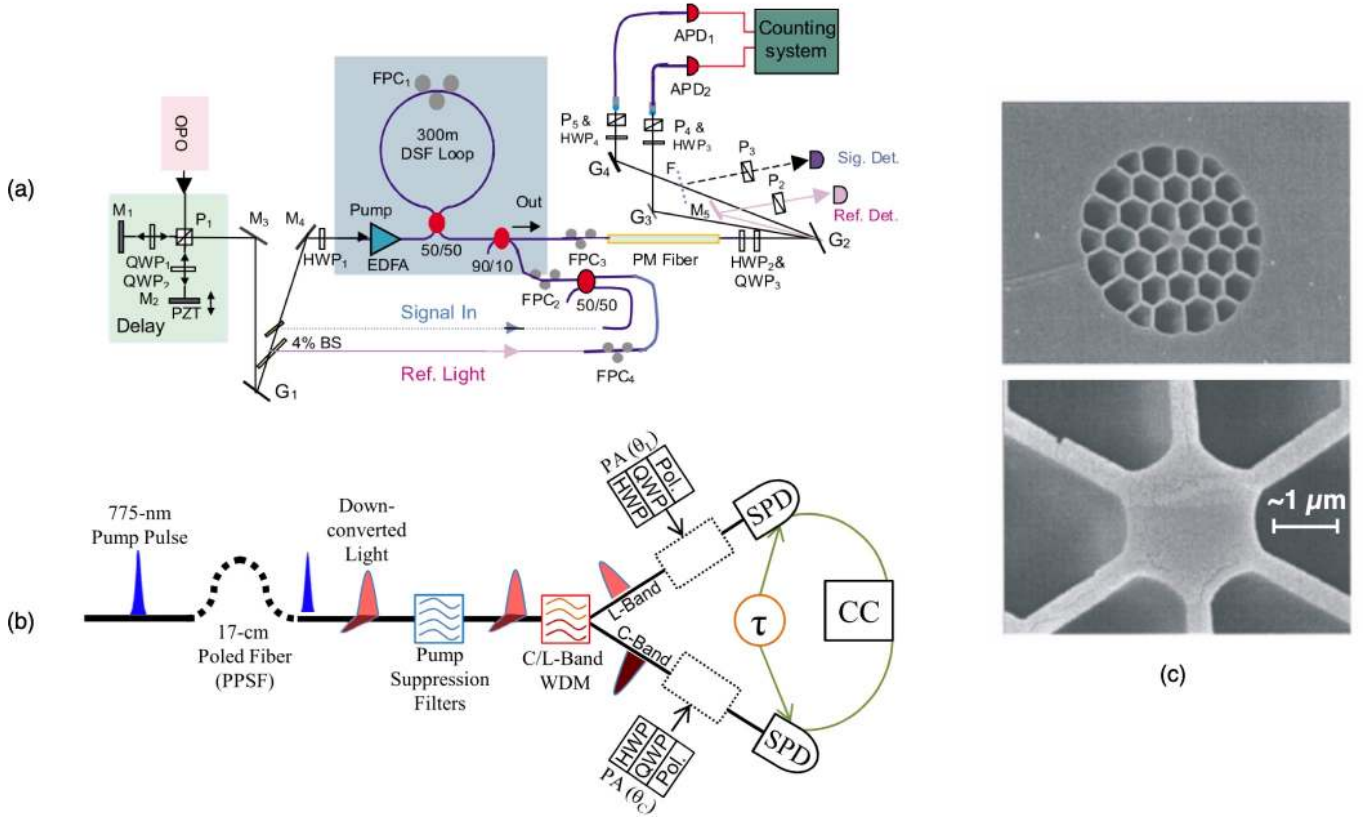 (a)
OPO
M1
P1
QWP1
QWP2
M2
PZT
Delay
M3
M4
HWP1
G1
4% BS
FPC1
300m
DSF Loop
Pump
EDFA
50/50
90/10
Out
FPC2
50/50
FPC3
PM Fiber
Signal In
Ref. Light
FPC4
HWP2&
QWP3
G2
G3
G4
F
M5
P2
P3
Sig. Det.
Ref. Det.
P5 &
HWP4
P4 &
HWP3
APD1
APD2
Counting
system
(b)
775-nm
Pump Pulse
17-cm
Poled Fiber
(PPSF)
Down-
converted
Light
Pump
Suppression
Filters
C/L-Band
WDM
L-Band
C-Band
PA (θL)
HWP
QWP
Pol.
SPD
τ
CC
HWP
QWP
Pol.
PA (θC)
SPD
~1 µm
(c)